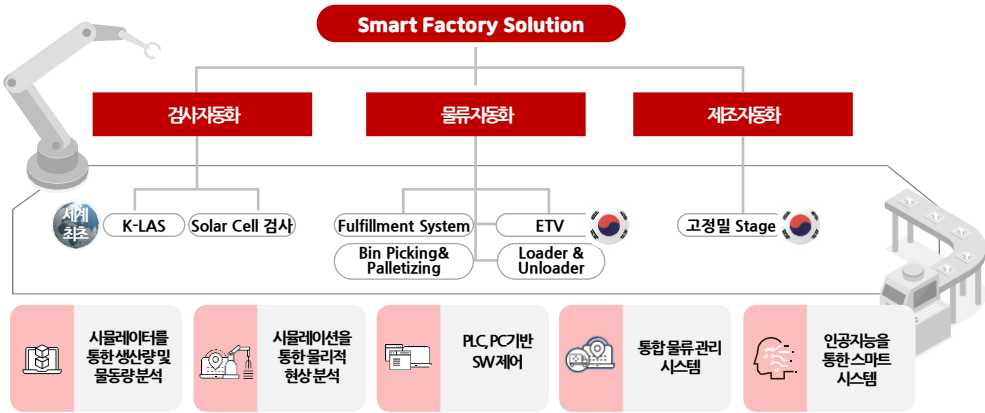 Smart Factory Solution
검사자동화
물류자동화
제조자동화
세계
최초
K-LAS
Solar Cell 검사
Fulfillment System
ETV
고정밀 Stage
Bin Picking&
Palletizing
Loader &
Unloader
시뮬레이터를
통한 생산량 및
물동량 분석
시뮬레이션을
통한 물리적
현상 분석
PLC, PC기반
SW 제어
통합 물류 관리
시스템
인공지능을
통한 스마트
시스템